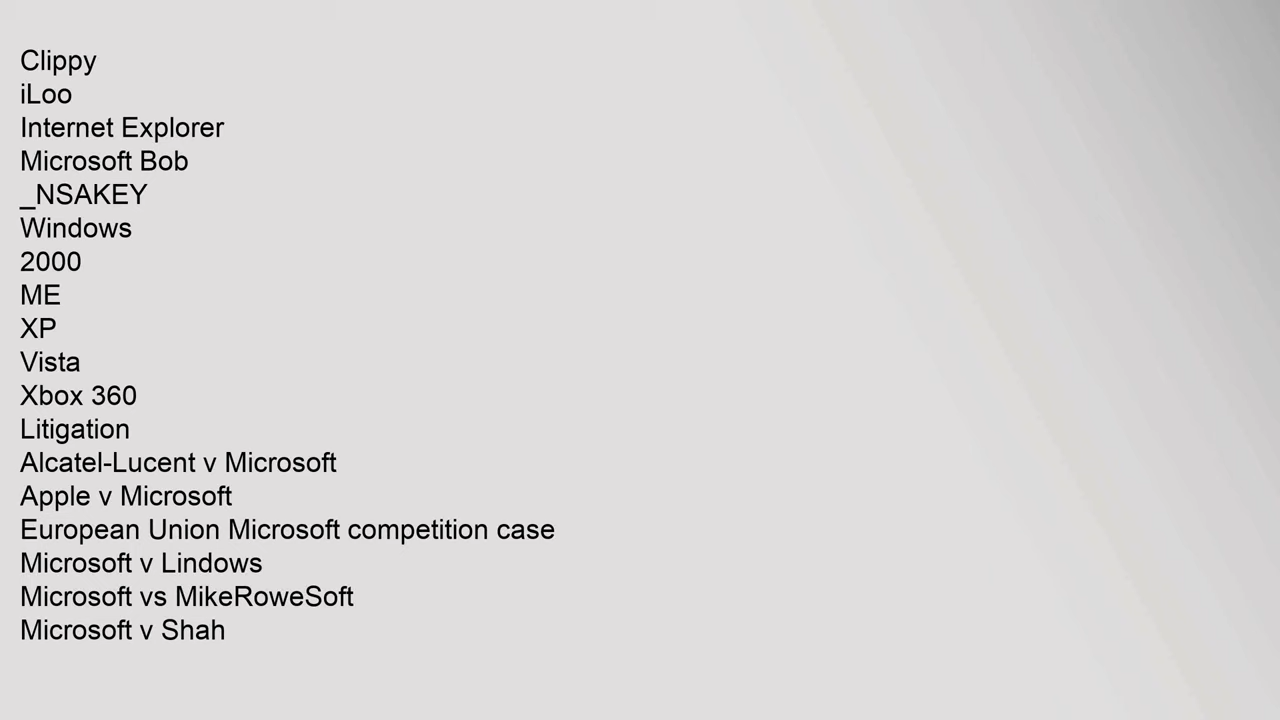 Clippy
iLoo
Internet Explorer
Microsoft Bob
_NSAKEY
Windows
2000
ME
XP
Vista
Xbox 360
Litigation
Alcatel-Lucent v Microsoft
Apple v Microsoft
European Union Microsoft competition case
Microsoft v Lindows
Microsoft vs MikeRoweSoft
Microsoft v Shah